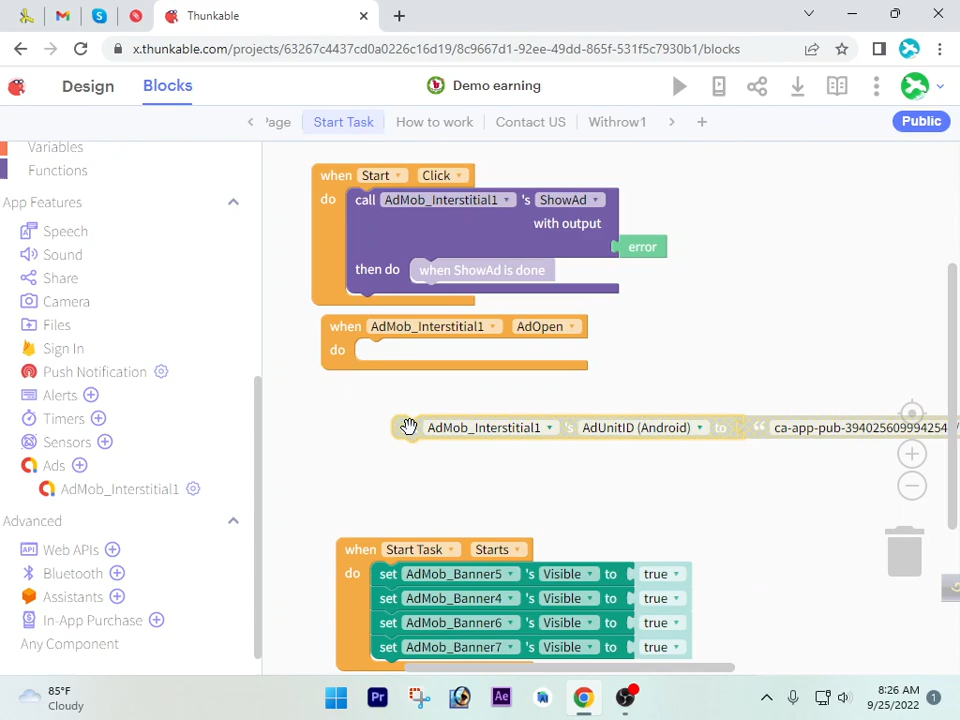 Thunkable
x.thunkable.com/projects/63267c4437cd0a0226c16d19/8c9667d1-92ee-49dd-865f-531f5c7930b1/blocks
Design
Blocks
Demo earning
Page
Start Task
How to work
Contact US
Withrow1
Public
Variables
Functions
App Features
Speech
Sound
Share
Camera
Files
Sign In
Push Notification
Alerts
Timers
Sensors
Ads
AdMob_Interstitial1
Advanced
Web APIs
Bluetooth
Assistants
In-App Purchase
Any Component
when Start Click
do call AdMob_Interstitial1 's ShowAd
with output
error
then do when ShowAd is done
when AdMob_Interstitial1 AdOpen
do
AdMob_Interstitial1 's AdUnitID (Android) to “ ca-app-pub-3940256099942544/
when Start Task Starts
do set AdMob_Banner5 's Visible to true
set AdMob_Banner4 's Visible to true
set AdMob_Banner6 's Visible to true
set AdMob_Banner7 's Visible to true
85°F
Cloudy
Pr
Ae
8:26 AM
9/25/2022
1